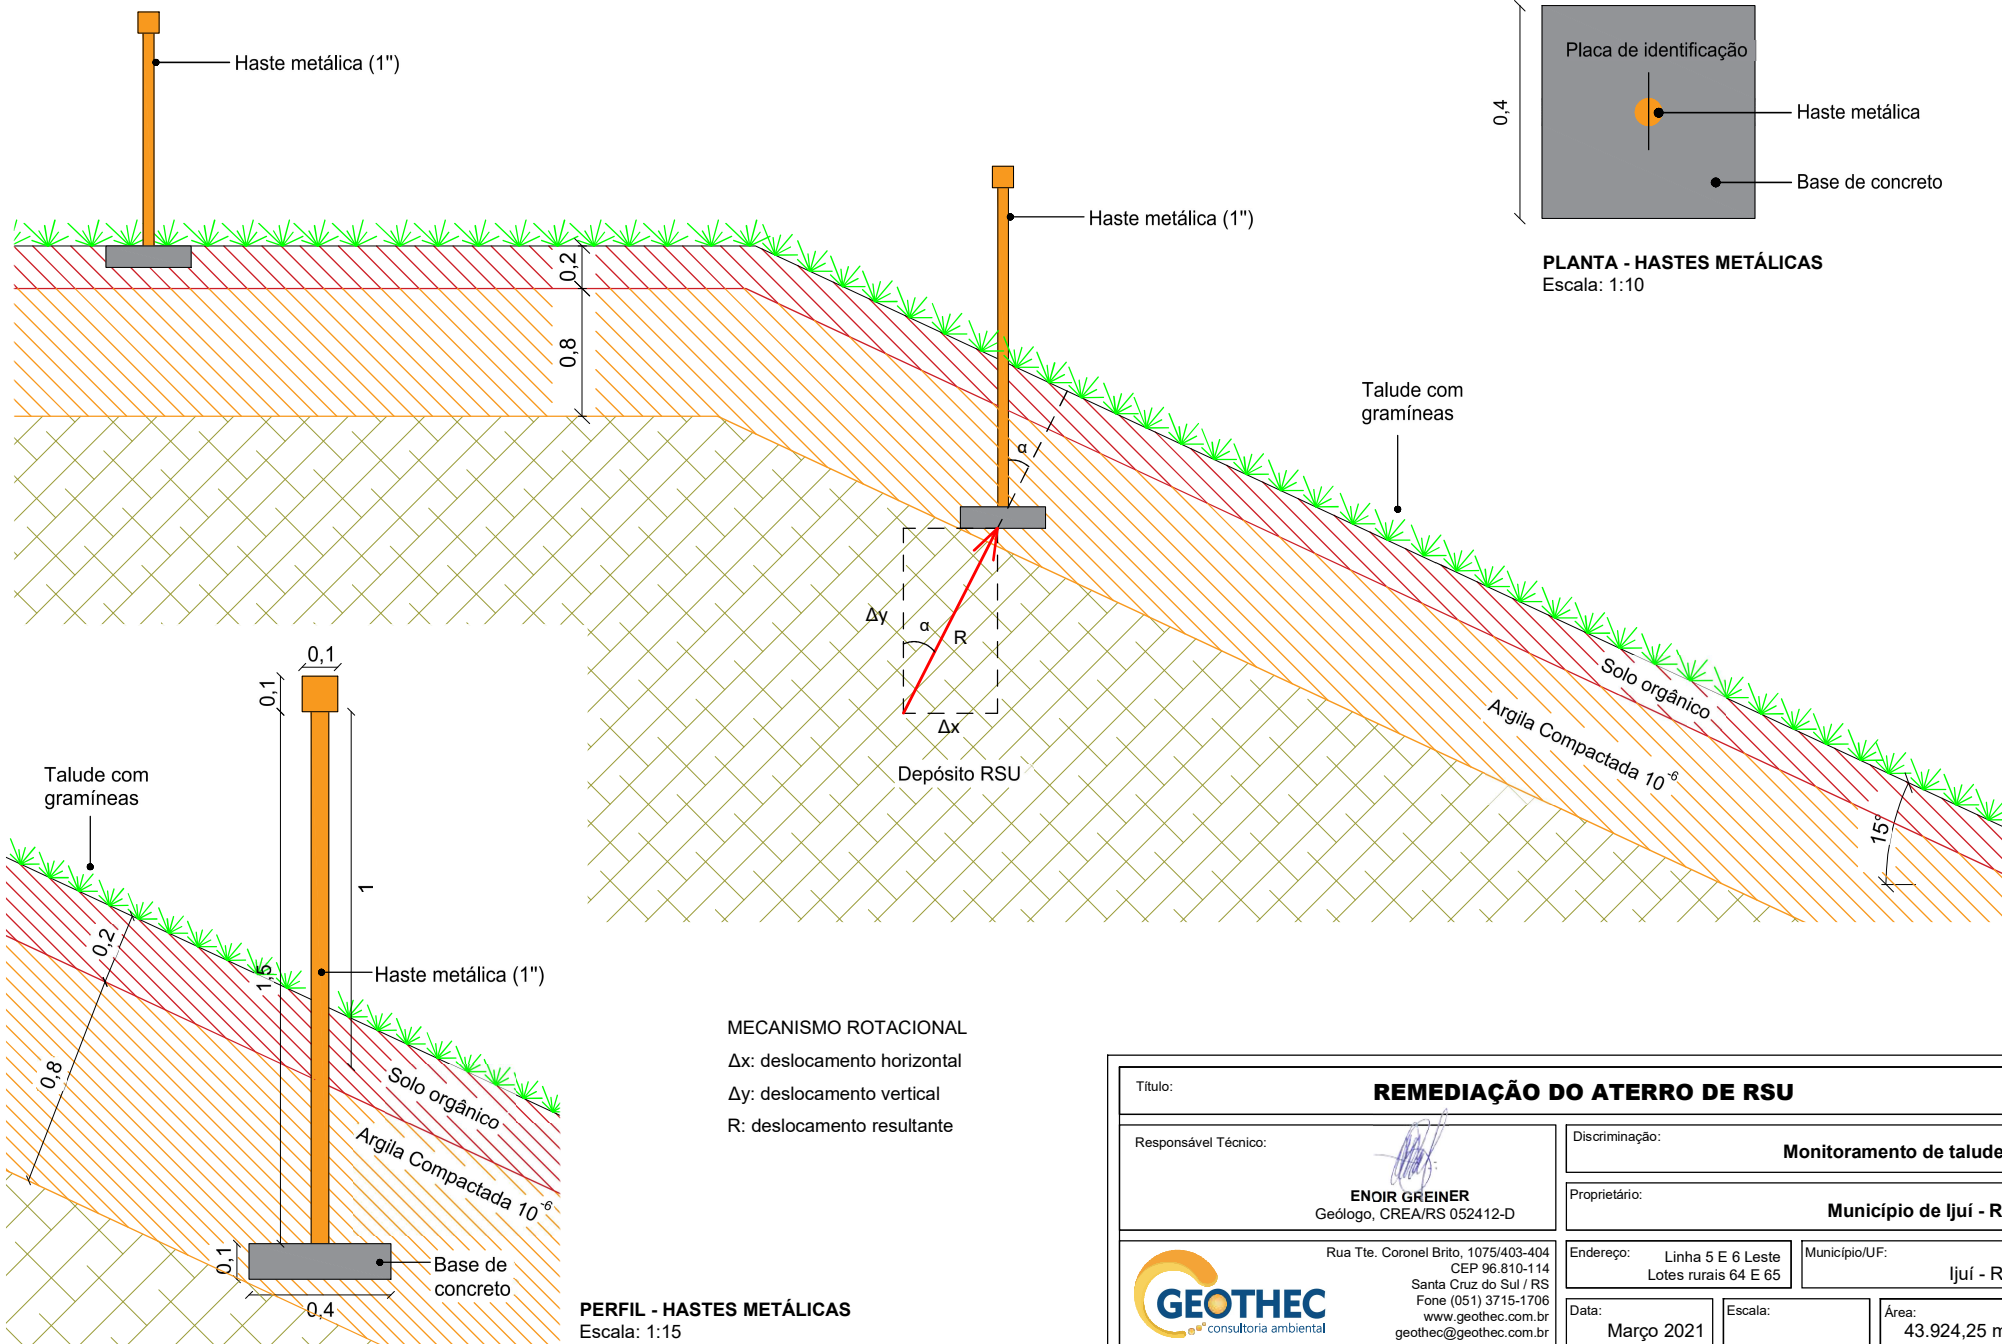 Haste metálica (1")
Placa de identificação
0,4
Haste metálica
Base de concreto
PLANTA - HASTES METÁLICAS
Escala: 1:10
Haste metálica (1")
0,2
0,8
α
Talude com
gramíneas
Δy
α
R
Δx
Depósito RSU
Solo orgânico
Argila Compactada 10-6
15°
0,1
0,1
1
1,5
Talude com
gramíneas
0,2
0,8
Haste metálica (1")
Solo orgânico
Argila Compactada 10-6
0,1
0,4
Base de
concreto
PERFIL - HASTES METÁLICAS
Escala: 1:15
MECANISMO ROTACIONAL
Δx: deslocamento horizontal
Δy: deslocamento vertical
R: deslocamento resultante
Título:
REMEDIAÇÃO DO ATERRO DE RSU
Responsável Técnico:
ENOIR GREINER
Geólogo, CREA/RS 052412-D
Discriminação:
Monitoramento de talude
Proprietário:
Município de Ijuí - R
GEOTHEC
consultoria ambiental
Rua Tte. Coronel Brito, 1075/403-404
CEP 96.810-114
Santa Cruz do Sul / RS
Fone (051) 3715-1706
www.geothec.com.br
geothec@geothec.com.br
Endereço:
Linha 5 E 6 Leste
Lotes rurais 64 E 65
Município/UF:
Ijuí - R
Data:
Março 2021
Escala:
Área:
43.924,25 m